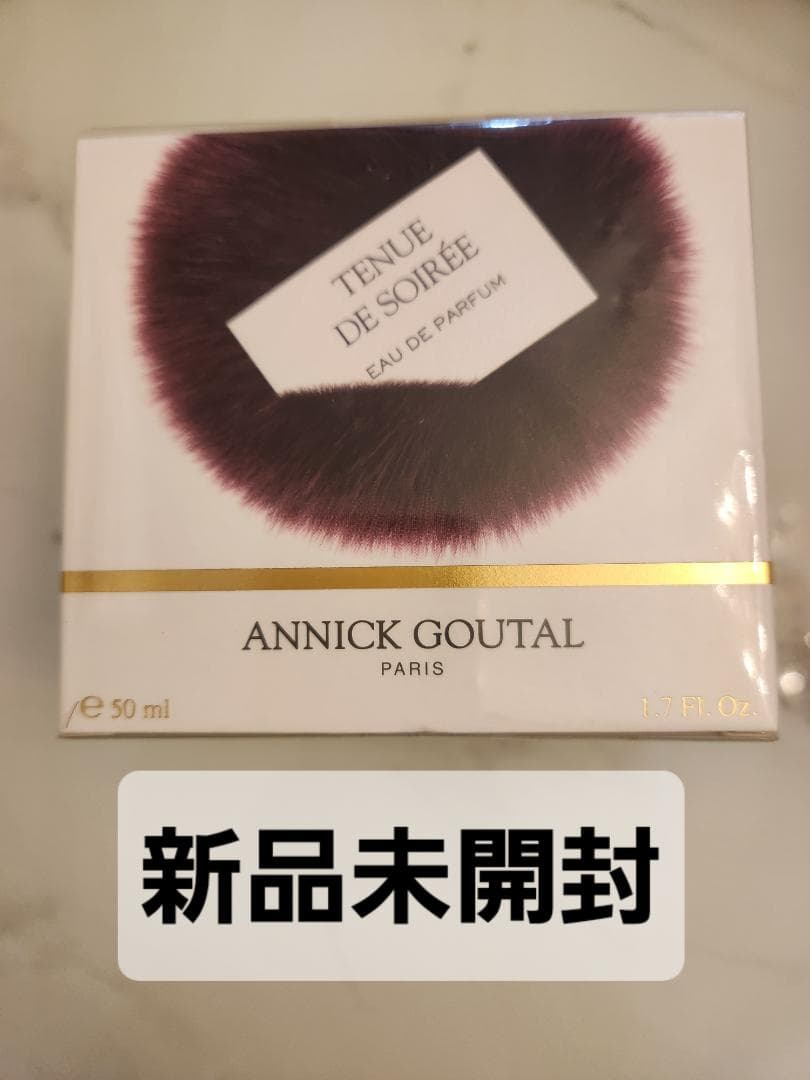 TENUE
DE SOIRÉE
EAU DE PARFUM
ANNICK GOUTAL
PARIS
e 50 ml
1.7 Fl. Oz.
新品未開封